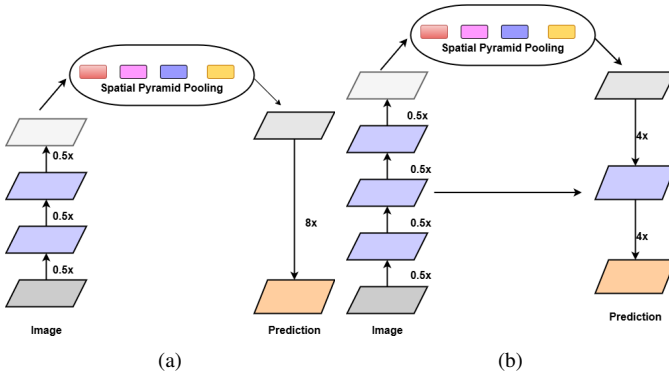 Spatial Pyramid Pooling
0.5x
0.5x
0.5x
8x
Image
Prediction
(a)
Spatial Pyramid Pooling
0.5x
0.5x
0.5x
0.5x
4x
4x
Image
Prediction
(b)